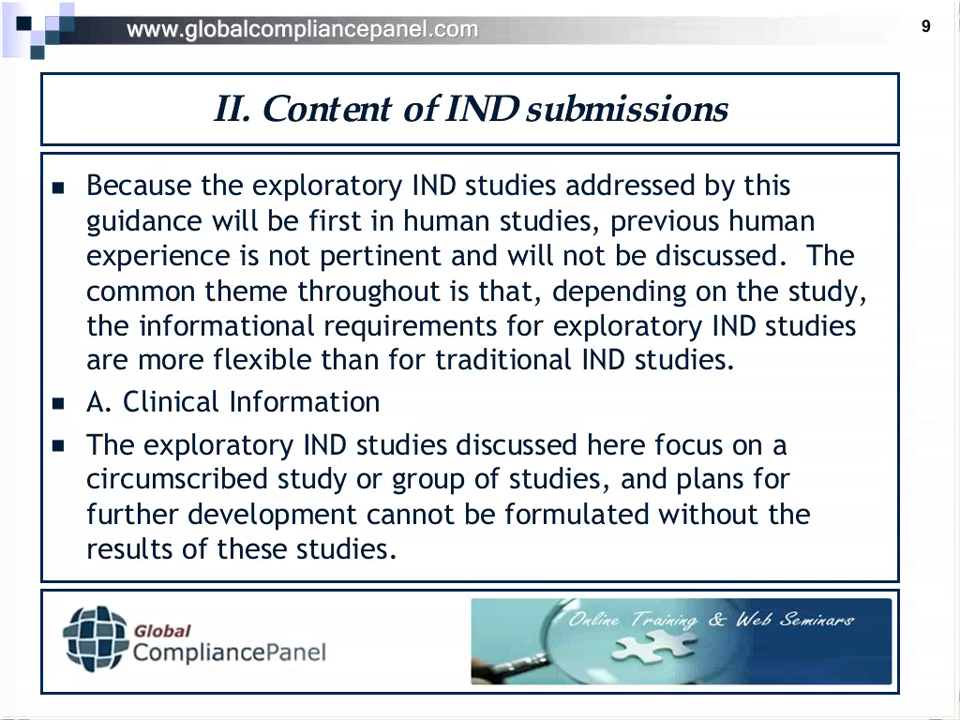 www.globalcompliancepanel.com
9
II. Content of IND submissions
Because the exploratory IND studies addressed by this
guidance will be first in human studies, previous human
experience is not pertinent and will not be discussed. The
common theme throughout is that, depending on the study,
the informational requirements for exploratory IND studies
are more flexible than for traditional IND studies.
A. Clinical Information
The exploratory IND studies discussed here focus on a
circumscribed study or group of studies, and plans for
further development cannot be formulated without the
results of these studies.
Global
CompliancePanel
Online Training & Web Seminars